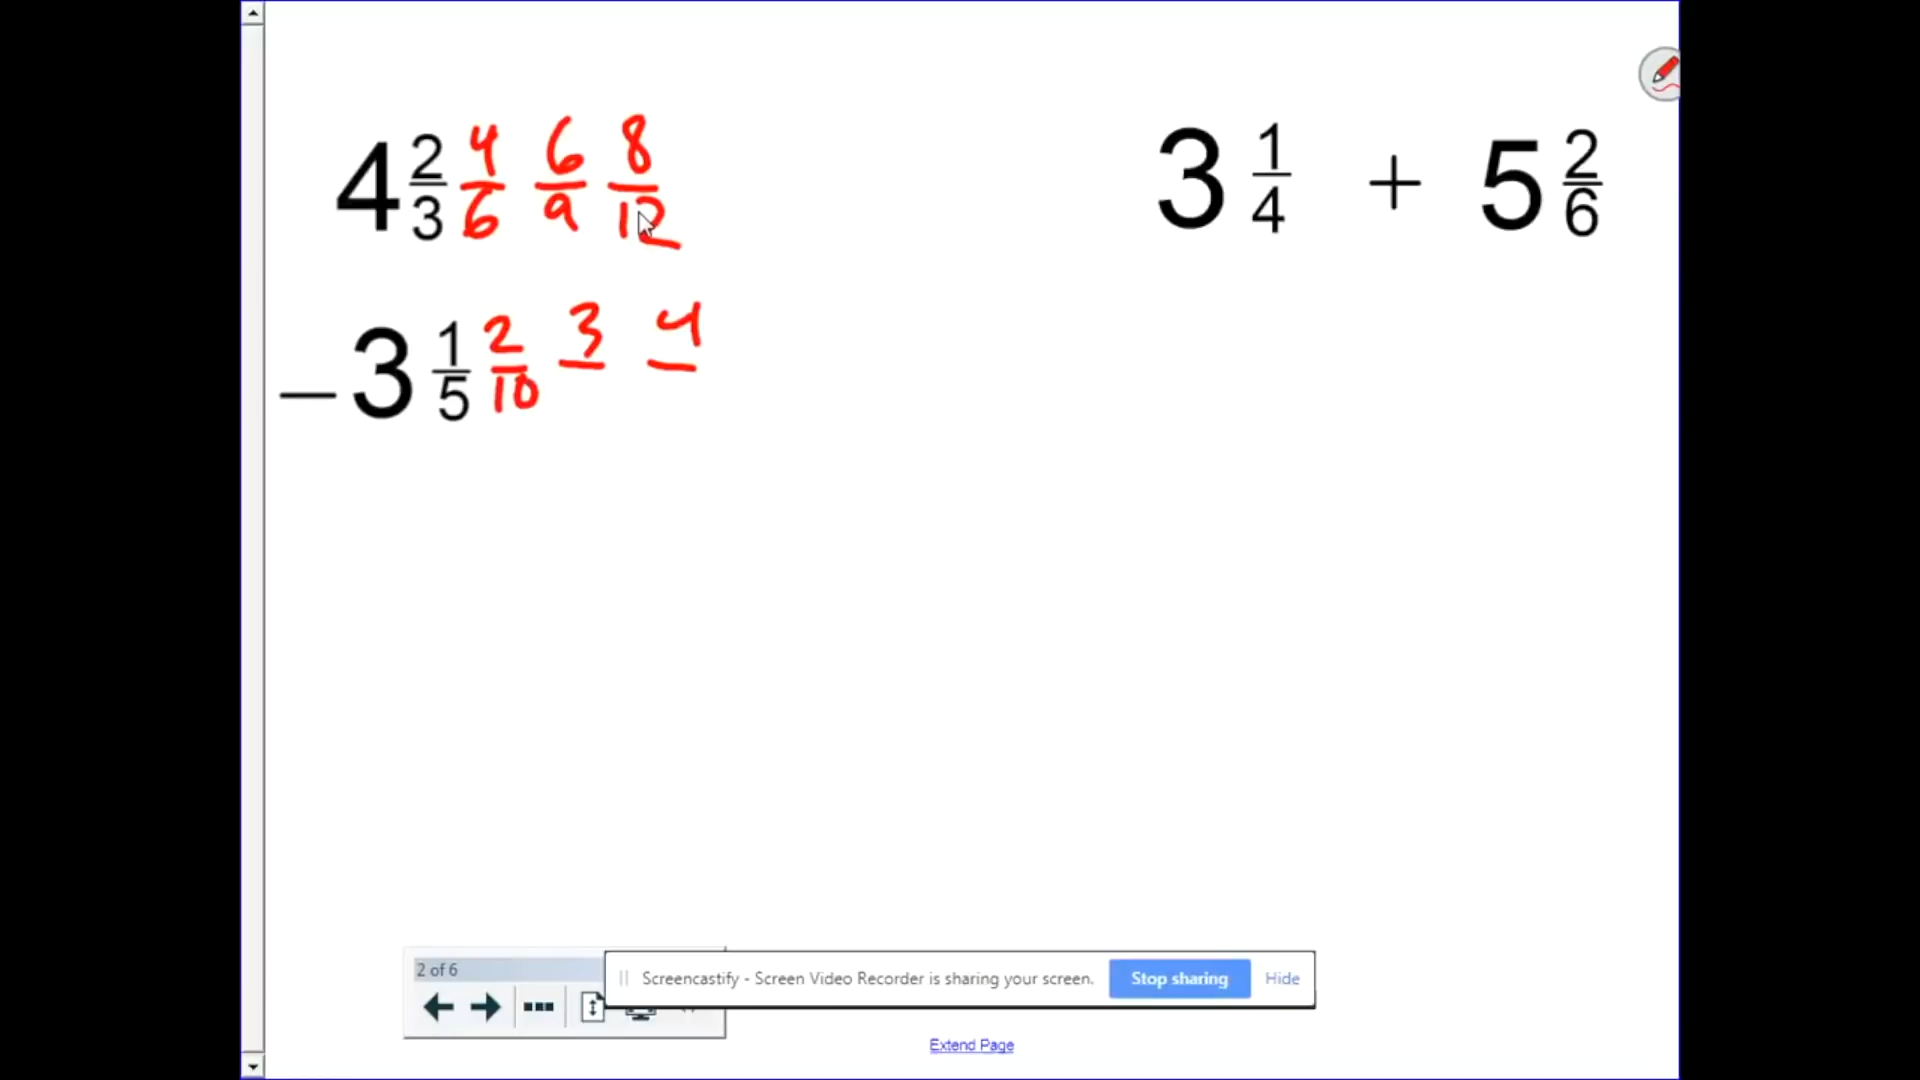 4 2/3 4/6 6/9 8/12
- 3 1/5 2/10 3 4
3 1/4 + 5 2/6
2 of 6
Screencastify - Screen Video Recorder is sharing your screen. Stop sharing Hide
Extend Page